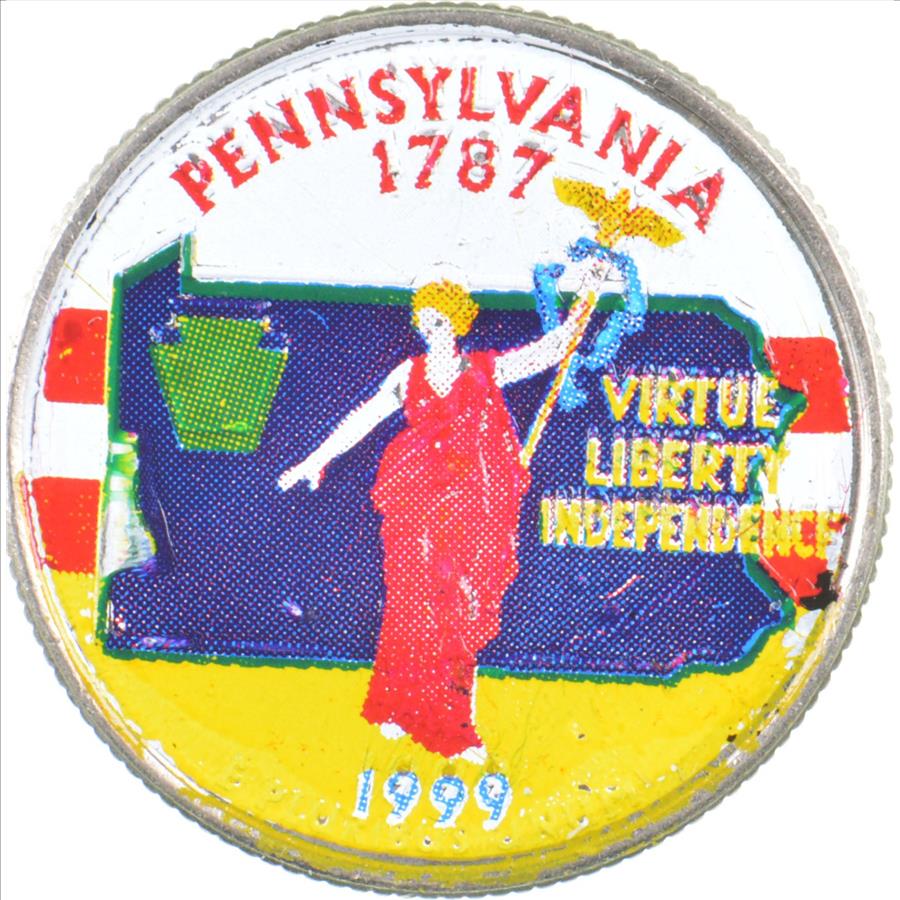 PENNSYLVANIA
1787
VIRTUE
LIBERTY
INDEPENDENCE
1999